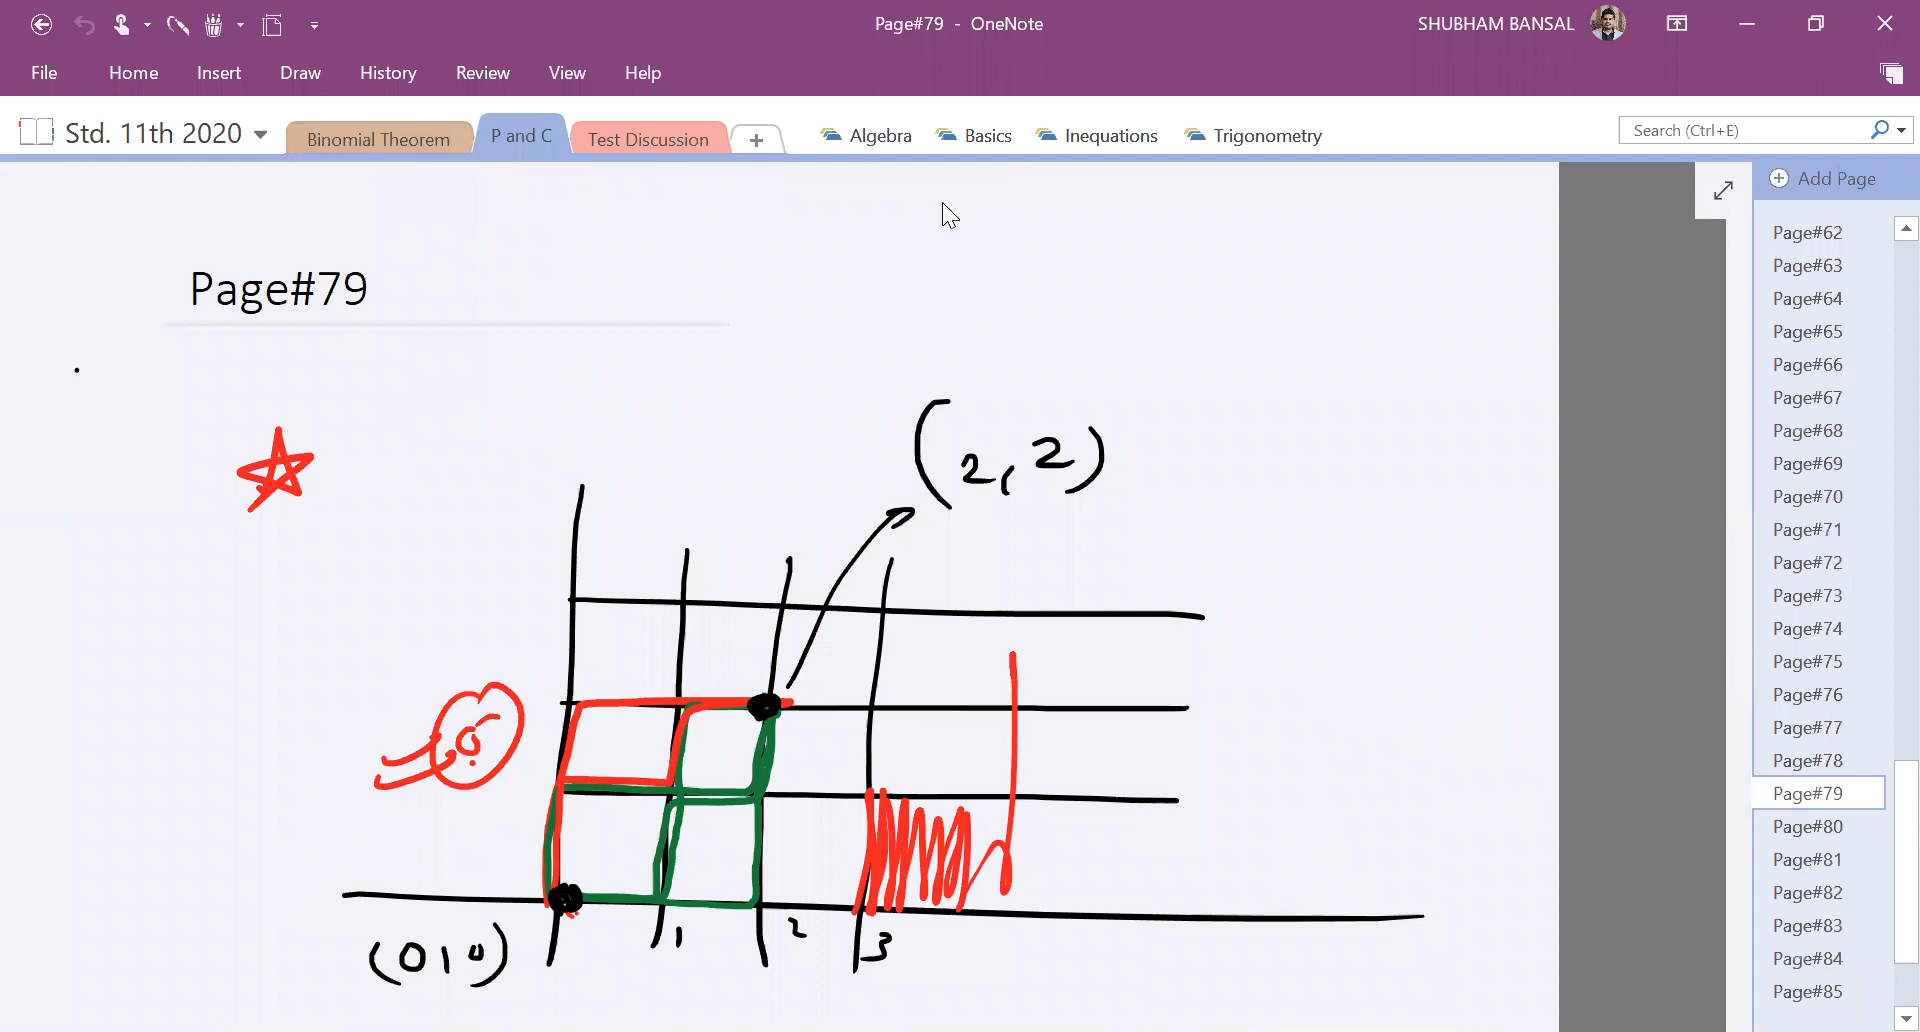 Page#79 - OneNote
SHUBHAM BANSAL
File Home Insert Draw History Review View Help
Std. 11th 2020
Binomial Theorem
P and C
Test Discussion
+
Algebra
Basics
Inequations
Trigonometry
Search (Ctrl+E)
Add Page
Page#62
Page#63
Page#64
Page#65
Page#66
Page#67
Page#68
Page#69
Page#70
Page#71
Page#72
Page#73
Page#74
Page#75
Page#76
Page#77
Page#78
Page#79
Page#80
Page#81
Page#82
Page#83
Page#84
Page#85
Page#79
(2, 2)
1
2
3
(0,0)